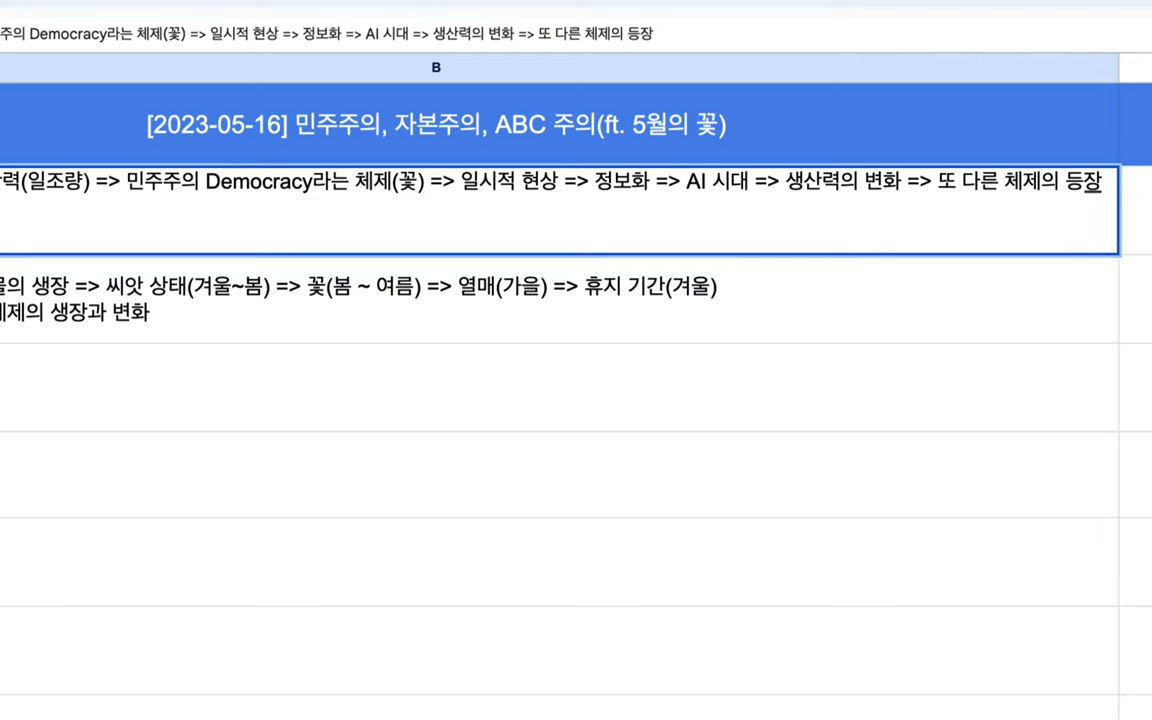 주의 Democracy라는 체제(꽃) => 일시적 현상 => 정보화 => AI 시대 => 생산력의 변화 => 또 다른 체제의 등장
B
[2023-05-16] 민주주의, 자본주의, ABC 주의(ft. 5월의 꽃)
력(일조량) => 민주주의 Democracy라는 체제(꽃) => 일시적 현상 => 정보화 => AI 시대 => 생산력의 변화 => 또 다른 체제의 등장
의 생장 => 씨앗 상태(겨울~봄) => 꽃(봄 ~ 여름) => 열매(가을) => 휴지 기간(겨울)
제의 생장과 변화